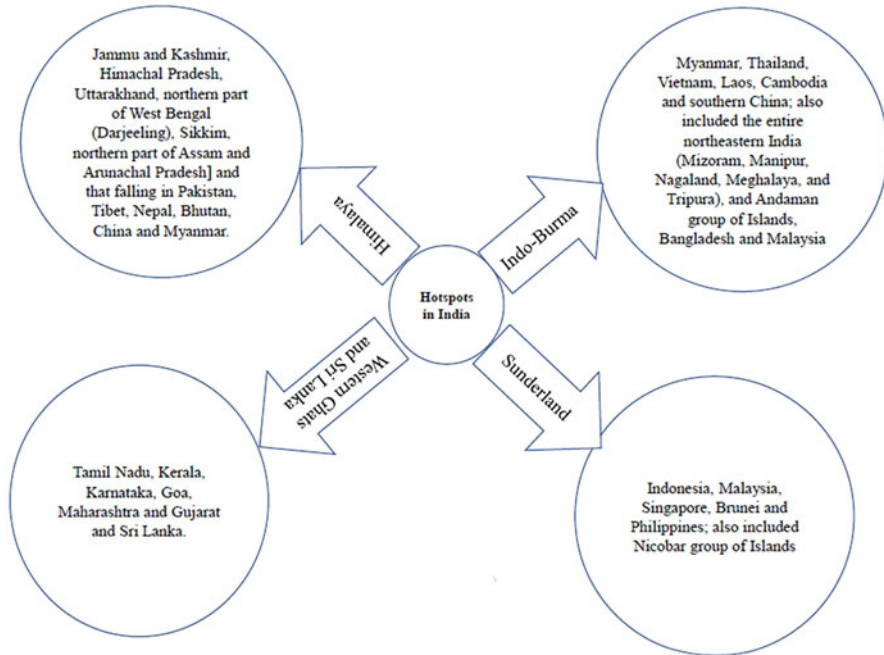 Jammu and Kashmir,
Himachal Pradesh,
Uttarakhand, northern part
of West Bengal
(Darjeeling), Sikkim,
northern part of Assam and
Arunachal Pradesh] and
that falling in Pakistan,
Tibet, Nepal, Bhutan,
China and Myanmar.
Myanmar, Thailand,
Vietnam, Laos, Cambodia
and southern China; also
included the entire
northeastern India
(Mizoram, Manipur,
Nagaland, Meghalaya, and
Tripura), and Andaman
group of Islands,
Bangladesh and Malaysia
Himalaya
Indo-Burma
Hotspots
in India
Western Ghats
and Sri Lanka
Sunderland
Tamil Nadu, Kerala,
Karnataka, Goa,
Maharashtra and Gujarat
and Sri Lanka.
Indonesia, Malaysia,
Singapore, Brunei and
Philippines; also included
Nicobar group of Islands